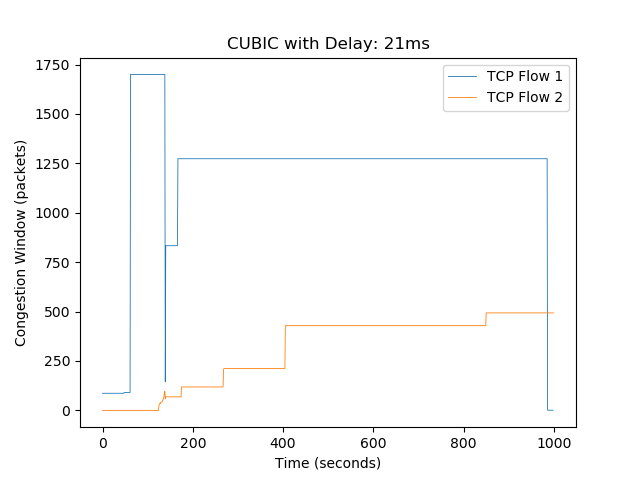 CUBIC with Delay: 21ms
TCP Flow 1
TCP Flow 2
1750
1500
1250
1000
750
500
250
0
Congestion Window (packets)
0 200 400 600 800 1000
Time (seconds)